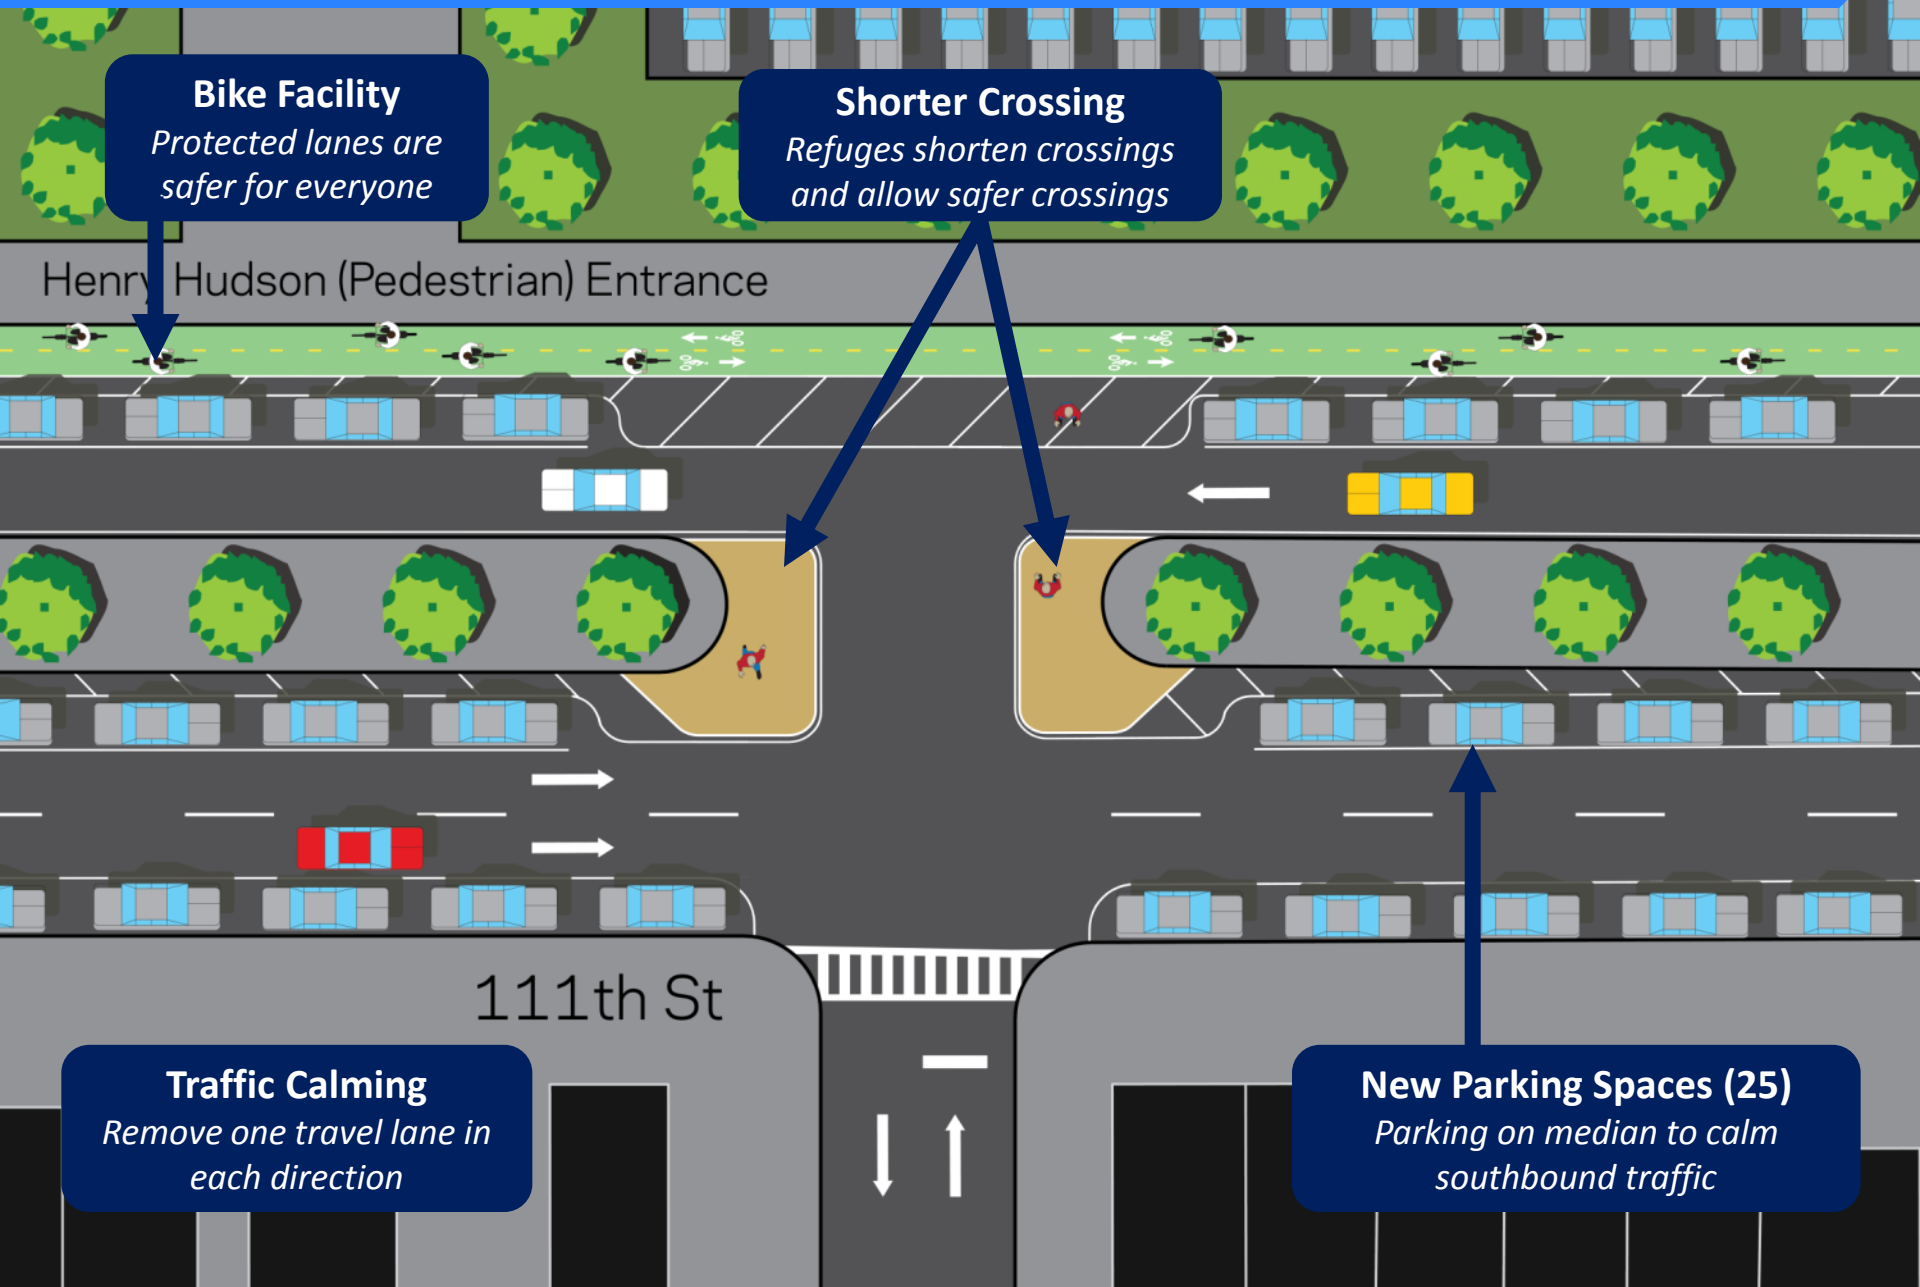 Bike Facility
Protected lanes are
safer for everyone
Shorter Crossing
Refuges shorten crossings
and allow safer crossings
Henry Hudson (Pedestrian) Entrance
111th St
Traffic Calming
Remove one travel lane in
each direction
New Parking Spaces (25)
Parking on median to calm
southbound traffic